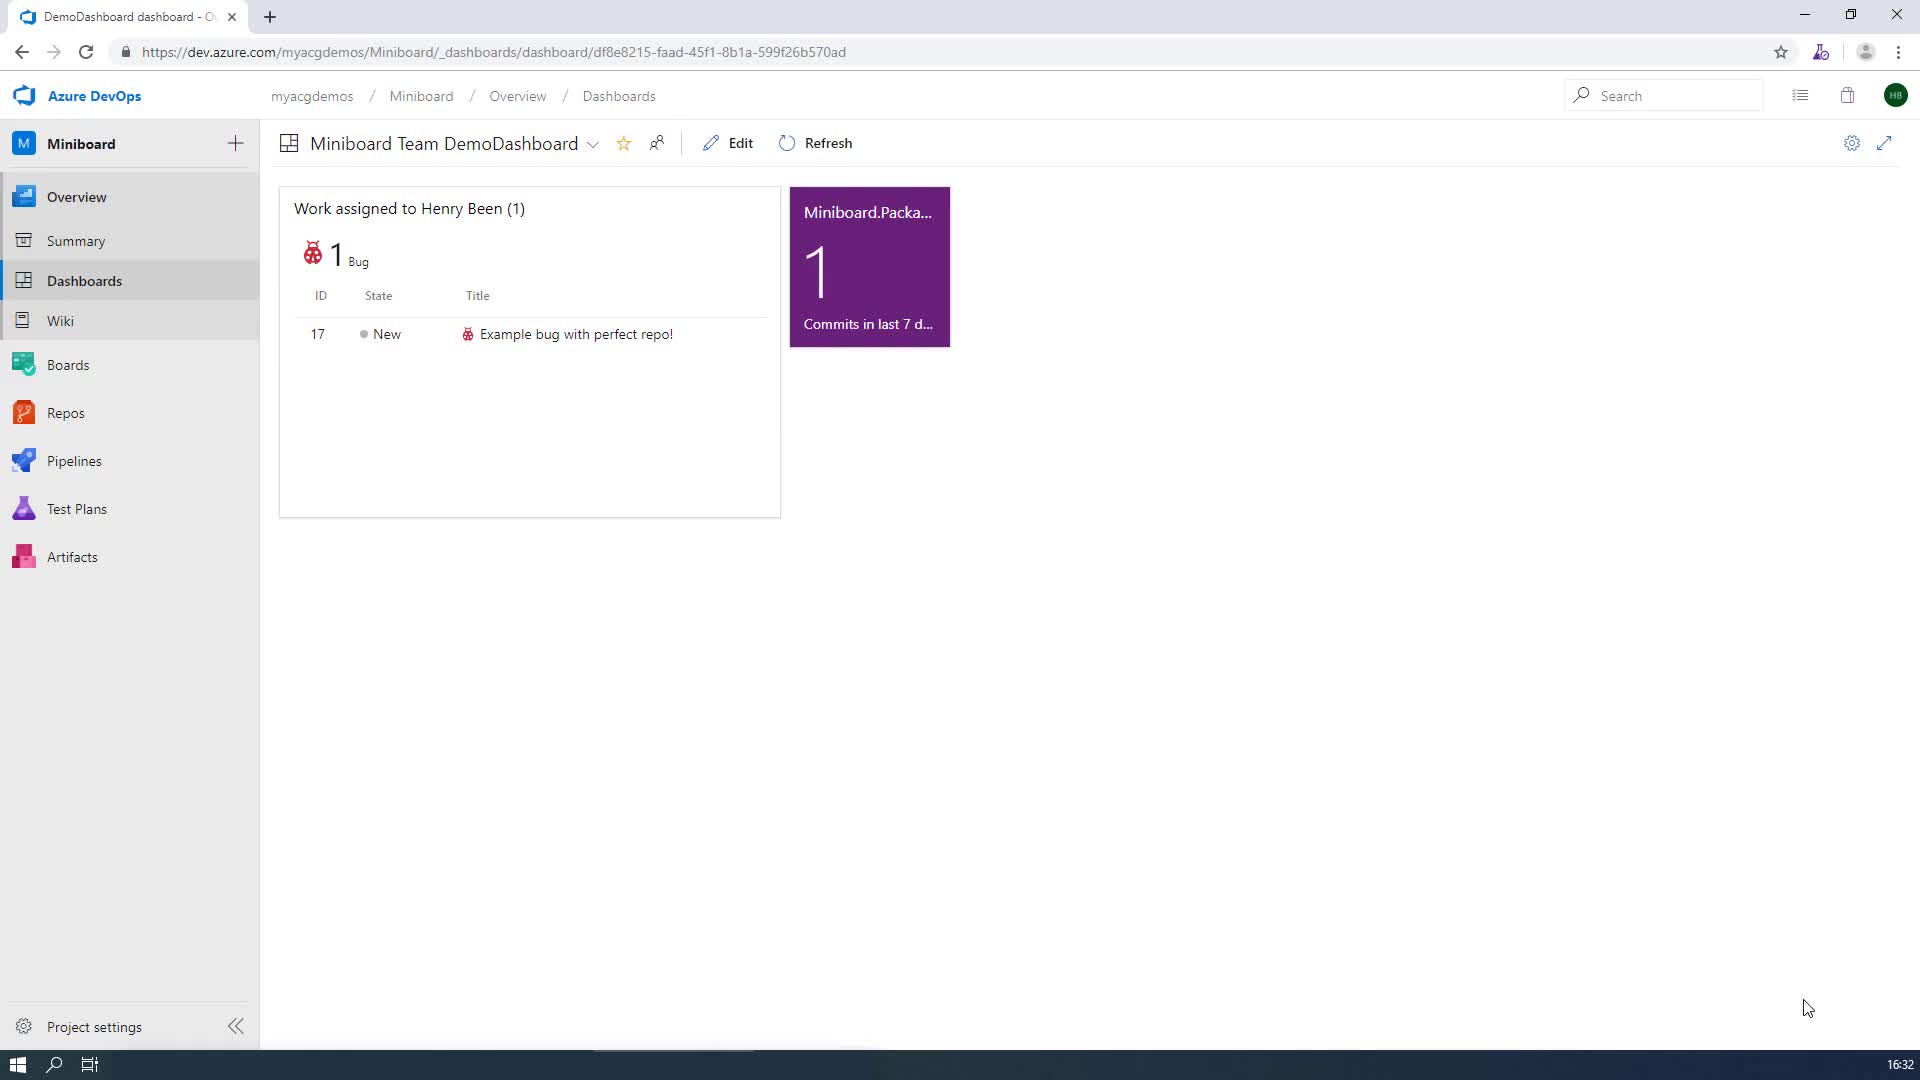 DemoDashboard dashboard - O
https://dev.azure.com/myacgdemos/Miniboard/_dashboards/dashboard/df8e8215-faad-45f1-8b1a-599f26b570ad
Azure DevOps
myacgdemos / Miniboard / Overview / Dashboards
Search
HB
M Miniboard
Miniboard Team DemoDashboard
Edit
Refresh
Overview
Summary
Dashboards
Wiki
Boards
Repos
Pipelines
Test Plans
Artifacts
Work assigned to Henry Been (1)
1 Bug
ID State Title
17 New Example bug with perfect repo!
Miniboard.Packa...
1
Commits in last 7 d...
Project settings
16:32